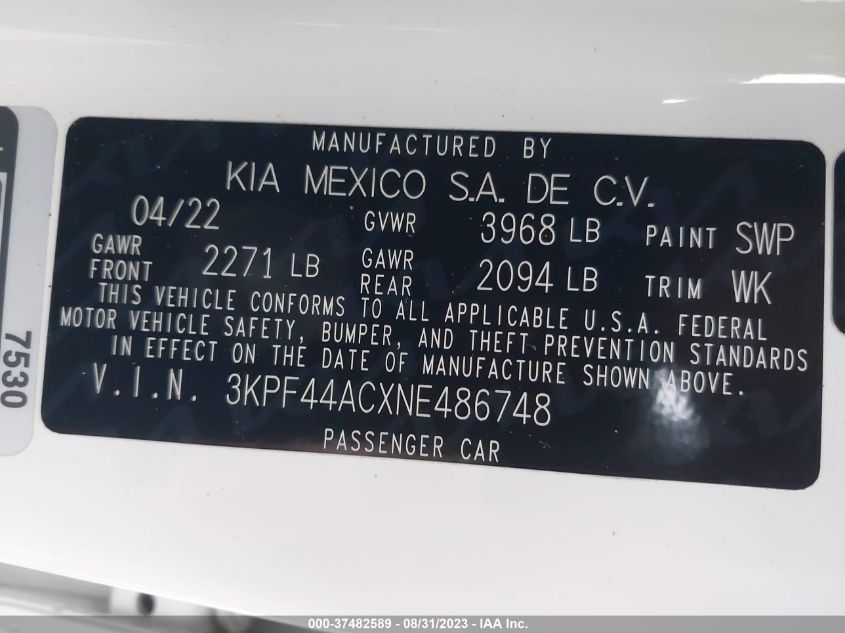 MANUFACTURED BY
KIA MEXICO S.A. DE C.V.
04/22 GVWR 3968 LB PAINT SWP
GAWR FRONT 2271 LB GAWR REAR 2094 LB TRIM WK
THIS VEHICLE CONFORMS TO ALL APPLICABLE U.S.A. FEDERAL
MOTOR VEHICLE SAFETY, BUMPER, AND THEFT PREVENTION STANDARDS
IN EFFECT ON THE DATE OF MANUFACTURE SHOWN ABOVE.
V.I.N. 3KPF44ACXNE486748
PASSENGER CAR
7530
000-37482589 - 08/31/2023 - IAA Inc.